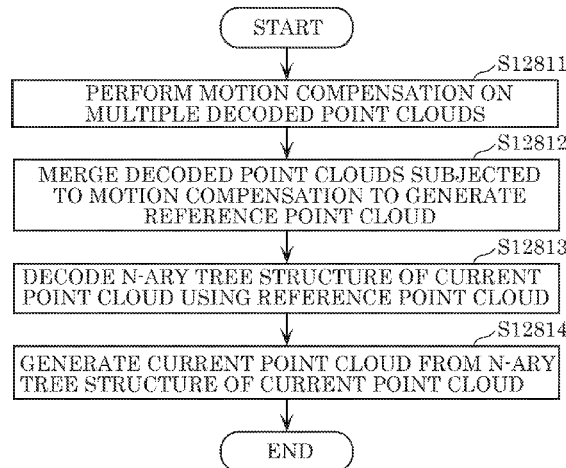 START
S12811
PERFORM MOTION COMPENSATION ON
MULTIPLE DECODED POINT CLOUDS
S12812
MERGE DECODED POINT CLOUDS SUBJECTED
TO MOTION COMPENSATION TO GENERATE
REFERENCE POINT CLOUD
S12813
DECODE N-ARY TREE STRUCTURE OF CURRENT
POINT CLOUD USING REFERENCE POINT CLOUD
S12814
GENERATE CURRENT POINT CLOUD FROM N-ARY
TREE STRUCTURE OF CURRENT POINT CLOUD
END